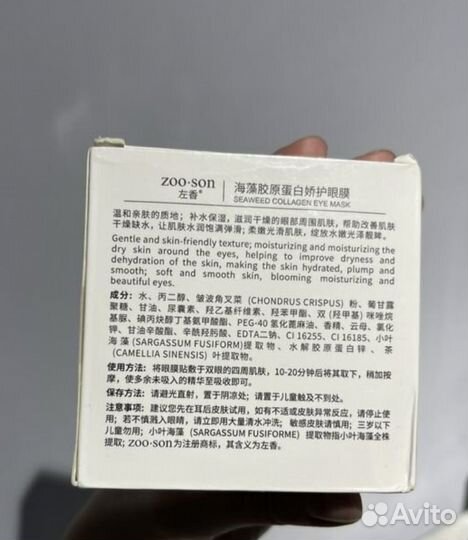 ZOO·SON
左香®
海藻胶原蛋白娇护眼膜
SEAWEED COLLAGEN EYE MASK
温和亲肤的质地；补水保湿，滋润干燥的眼部周围肌肤，帮助改善肌肤
干燥缺水，让肌肤水润饱满弹滑；柔嫩光滑肌肤，绽放水嫩光泽靓眸。
Gentle and skin-friendly texture; moisturizing and moisturizing the
dry skin around the eyes, helping to improve dryness and
dehydration of the skin, making the skin hydrated, plump and
smooth; soft and smooth skin, blooming moisturizing and
beautiful eyes.
成分：水、丙二醇、皱波角叉菜 (CHONDRUS CRISPUS) 粉、葡甘露
聚糖、甘油、尿囊素、羟乙基纤维素、羟苯甲酯、双 (羟甲基) 咪唑烷
基脲、碘丙炔醇丁基氨甲酸酯、PEG-40 氢化蓖麻油、香精、云母、氯化
钾、甘油辛酸酯、辛酰羟肟酸、EDTA二钠、CI 16255、CI 16185、小叶
海藻 (SARGASSUM FUSIFORME)提取物、水解胶原蛋白锌、茶
(CAMELLIA SINENSIS) 叶提取物。
使用方法：将眼膜贴敷于双眼的四周肌肤，10-20分钟后将其取下，稍加按
摩，使多余未吸入的精华至吸收即可。
保存方法：请避光直射，置于阴凉处；请置于儿童触及不到处。
注意事项：建议您先在耳后皮肤试用，如有不适或皮肤异常反应，请停止使
用；若不慎溅入眼睛，请立即用大量清水冲洗；敏感皮肤请慎用；三岁以下
儿童勿用；小叶海藻 (SARGASSUM FUSIFORME) 提取物指小叶海藻全株
提取；ZOO·SON为注册商标，其含义为左香。
Avito